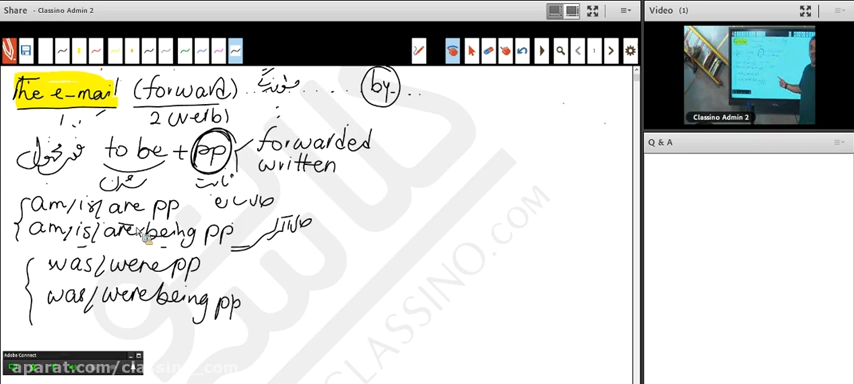 Share - Classino Admin 2
Video (1)
The e-mail (forward) ........ by- ..
1 2 (verb)
to be + pp forwarded
written
am/is/are pp
am/is/are being pp
was/were pp
was/were being pp
Classino Admin 2
Q & A
Adobe Connect
aparat.com/classino_com
CLASSINO.COM
کلاسینو